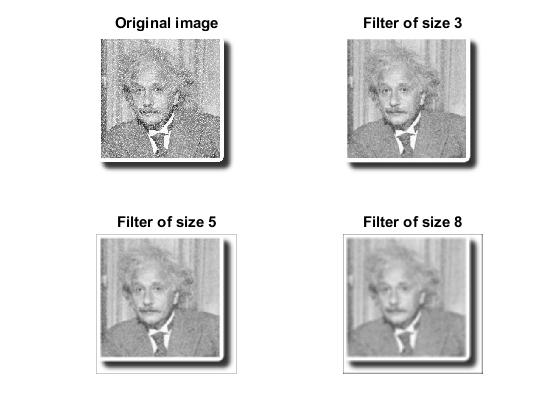 Original image
Filter of size 3
Filter of size 5
Filter of size 8